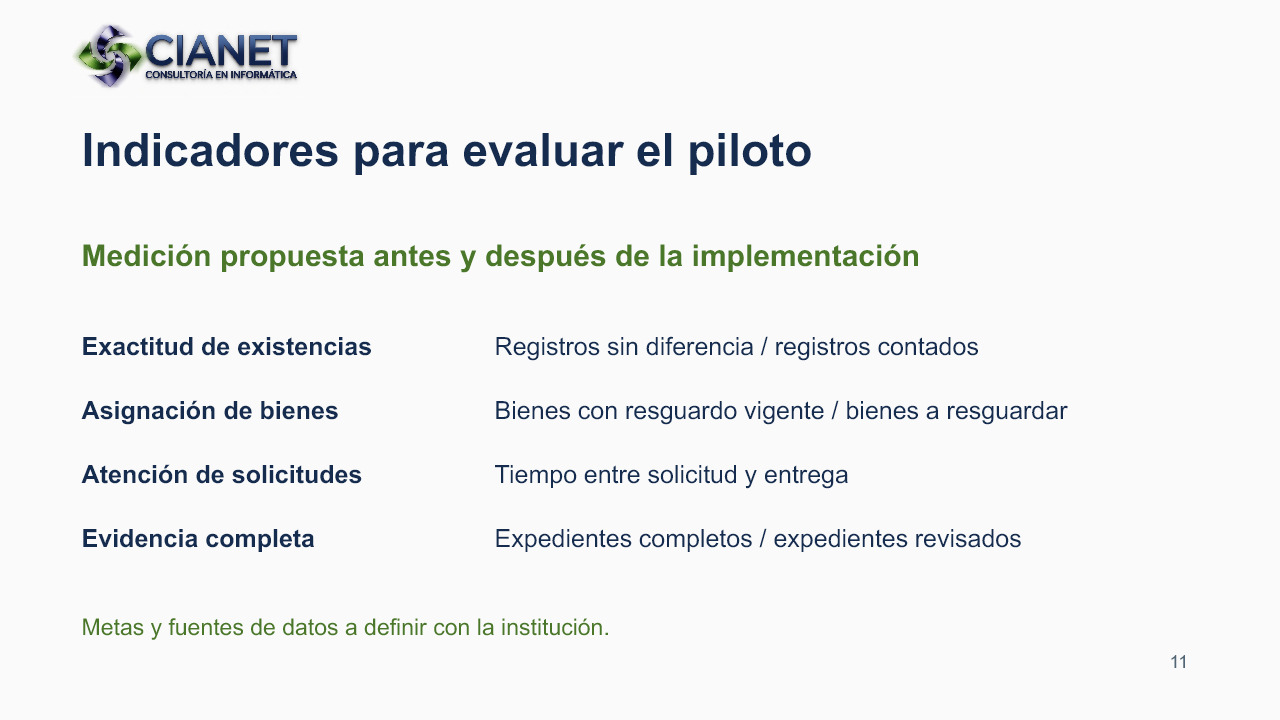 CIANET
CONSULTORÍA EN INFORMÁTICA
Indicadores para evaluar el piloto
Medición propuesta antes y después de la implementación
Exactitud de existencias Registros sin diferencia / registros contados
Asignación de bienes Bienes con resguardo vigente / bienes a resguardar
Atención de solicitudes Tiempo entre solicitud y entrega
Evidencia completa Expedientes completos / expedientes revisados
Metas y fuentes de datos a definir con la institución.
11